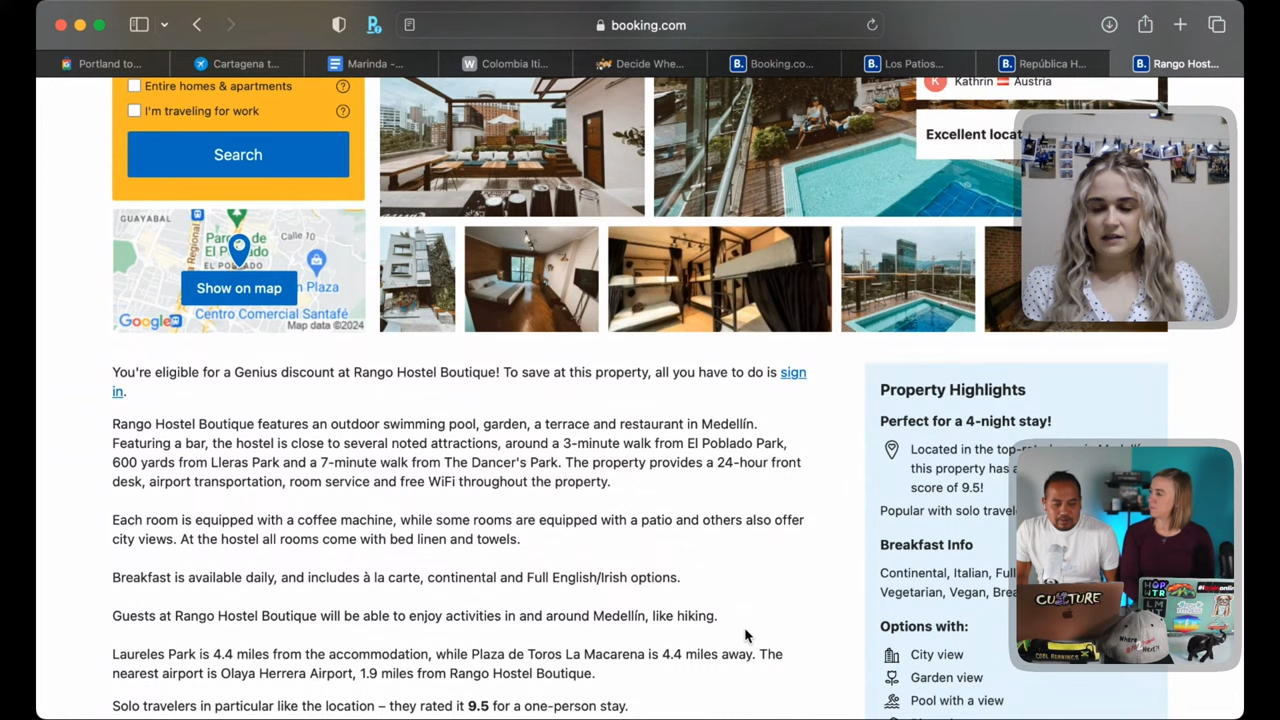 booking.com
Portland to...
Cartagena t...
Marinda -...
Colombia Iti...
Decide Whe...
Booking.co...
Los Patios...
República H...
Rango Host...
Entire homes & apartments
I'm traveling for work
Search
Kathrin Austria
Excellent locat
GUAYABAL
Calle 10
Parque de
El Poblado
EL POBLADO
Show on map
n Plaza
Centro Comercial Santafé
Google
Map data ©2024
You're eligible for a Genius discount at Rango Hostel Boutique! To save at this property, all you have to do is sign
in.
Rango Hostel Boutique features an outdoor swimming pool, garden, a terrace and restaurant in Medellín.
Featuring a bar, the hostel is close to several noted attractions, around a 3-minute walk from El Poblado Park,
600 yards from Lleras Park and a 7-minute walk from The Dancer's Park. The property provides a 24-hour front
desk, airport transportation, room service and free WiFi throughout the property.
Each room is equipped with a coffee machine, while some rooms are equipped with a patio and others also offer
city views. At the hostel all rooms come with bed linen and towels.
Breakfast is available daily, and includes à la carte, continental and Full English/Irish options.
Guests at Rango Hostel Boutique will be able to enjoy activities in and around Medellín, like hiking.
Laureles Park is 4.4 miles from the accommodation, while Plaza de Toros La Macarena is 4.4 miles away. The
nearest airport is Olaya Herrera Airport, 1.9 miles from Rango Hostel Boutique.
Solo travelers in particular like the location – they rated it 9.5 for a one-person stay.
Property Highlights
Perfect for a 4-night stay!
Located in the top-rated
this property has a
score of 9.5!
Popular with solo travel
Breakfast Info
Continental, Italian, Full
Vegetarian, Vegan, Brea
Options with:
City view
Garden view
Pool with a view
CULTURE
HOP
WTR
COOL RUNNINGS